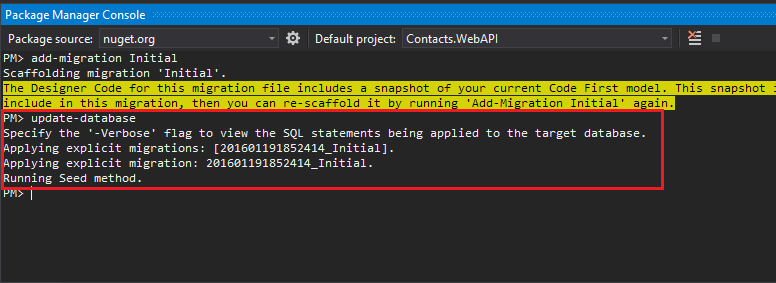 Package Manager Console
Package source: nuget.org Default project: Contacts.WebAPI
PM> add-migration Initial
Scaffolding migration 'Initial'.
The Designer Code for this migration file includes a snapshot of your current Code First model. This snapshot i
include in this migration, then you can re-scaffold it by running 'Add-Migration Initial' again.
PM> update-database
Specify the '-Verbose' flag to view the SQL statements being applied to the target database.
Applying explicit migrations: [201601191852414_Initial].
Applying explicit migration: 201601191852414_Initial.
Running Seed method.
PM>